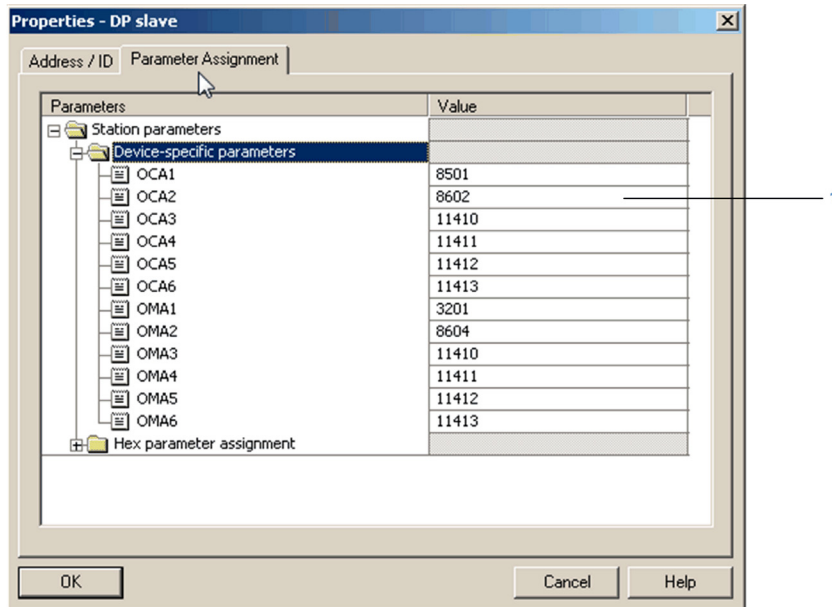 Properties - DP slave
Address / ID Parameter Assignment
Parameters Value
Station parameters
Device-specific parameters
OCA1 8501
OCA2 8602
OCA3 11410
OCA4 11411
OCA5 11412
OCA6 11413
OMA1 3201
OMA2 8604
OMA3 11410
OMA4 11411
OMA5 11412
OMA6 11413
Hex parameter assignment
OK Cancel Help